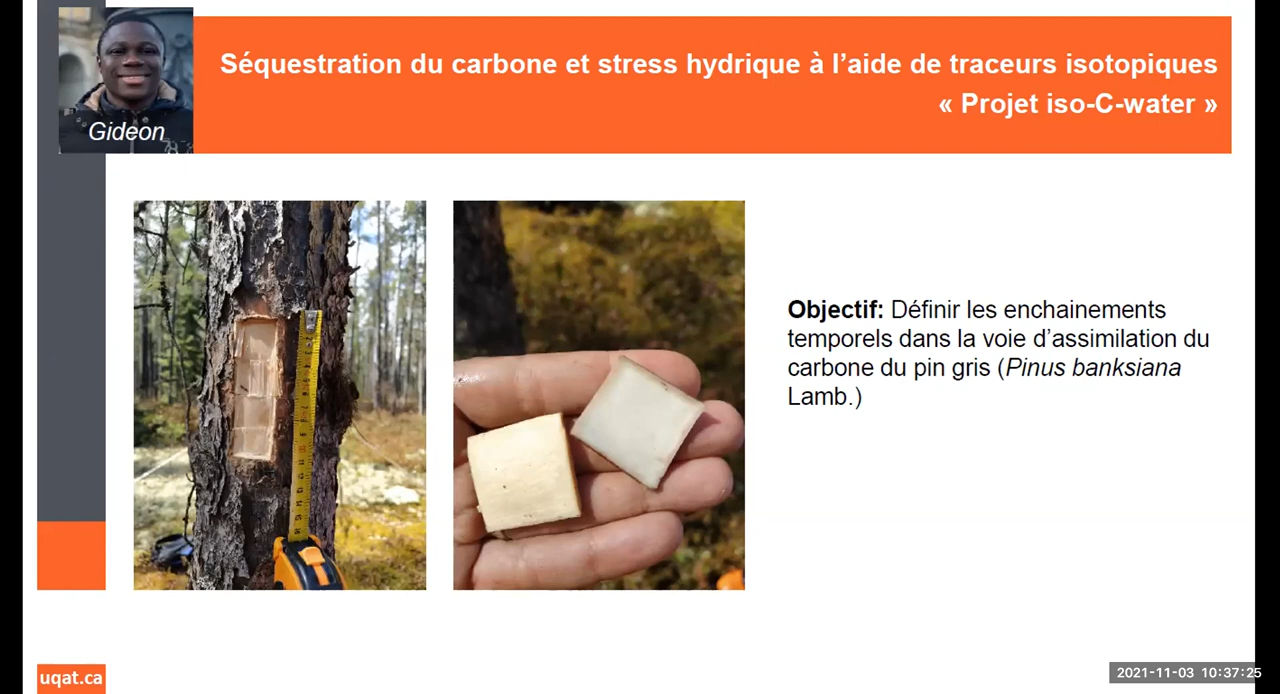 Séquestration du carbone et stress hydrique à l’aide de traceurs isotopiques
« Projet iso-C-water »
Gideon
Objectif: Définir les enchainements
temporels dans la voie d’assimilation du
carbone du pin gris (Pinus banksiana
Lamb.)
uqat.ca
2021-11-03 10:37:25